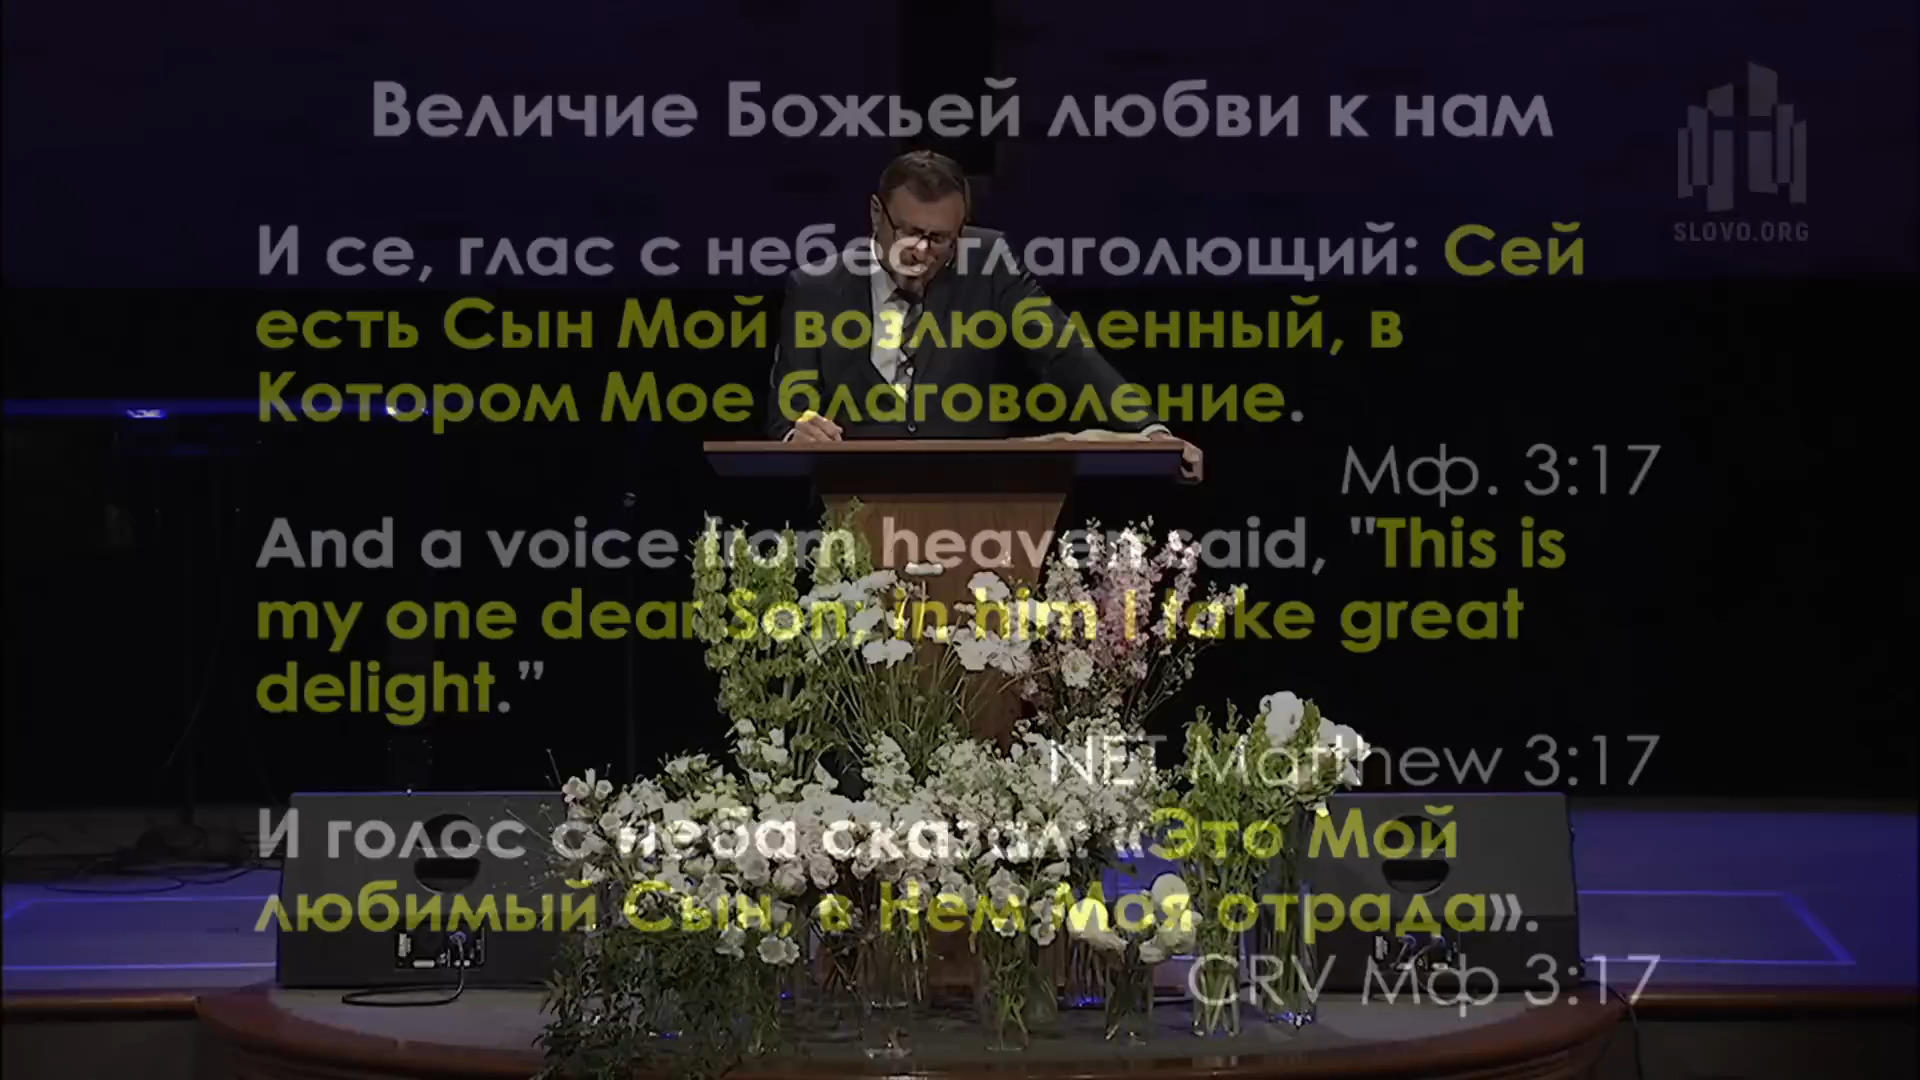 Величие Божьей любви к нам
SLOVO.ORG
И се, глас с небес глаголющий: Сей
есть Сын Мой возлюбленный, в
Котором Мое благоволение.
Мф. 3:17
And a voice from heaven said, "This is
my one dear Son; in him I take great
delight.”
NET Matthew 3:17
И голос с неба сказал: «Это Мой
любимый Сын, в Нем Моя отрада».
CRV Мф 3:17